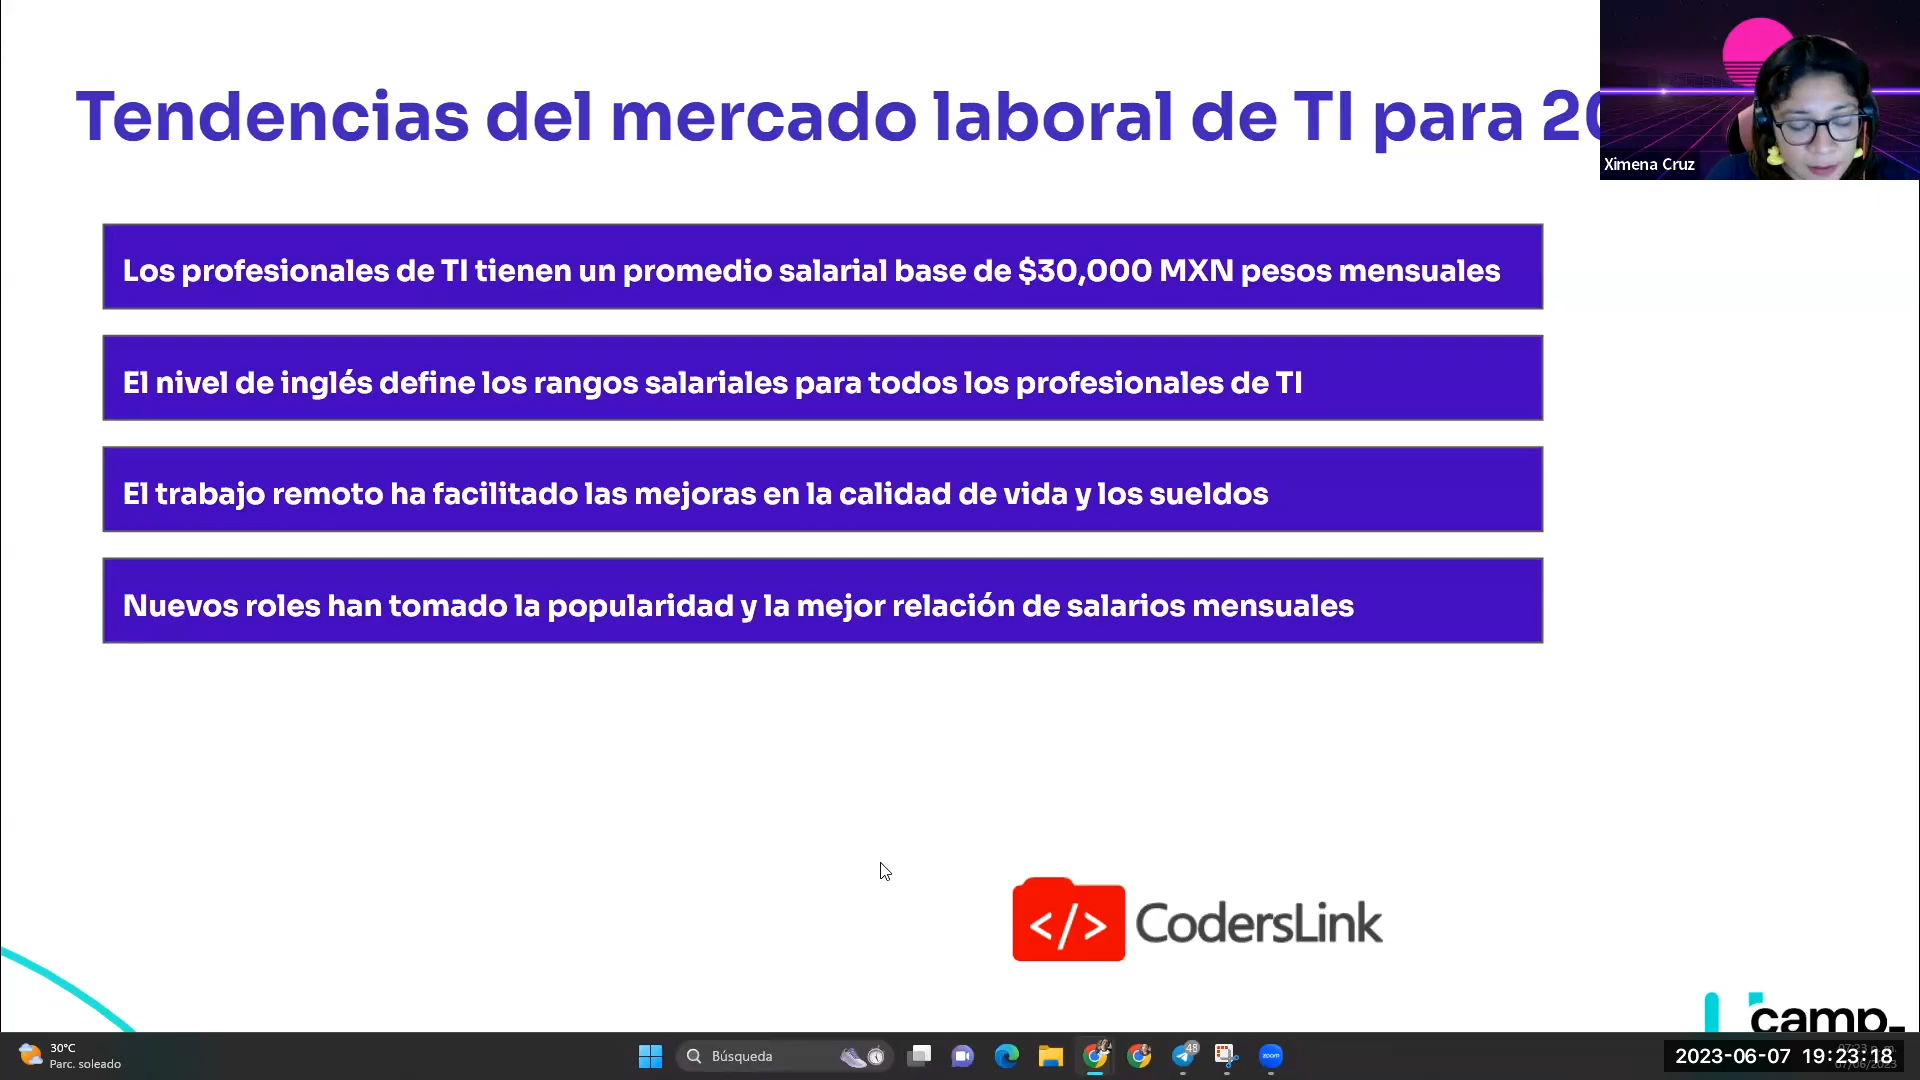 Tendencias del mercado laboral de TI para 20
Ximena Cruz
Los profesionales de TI tienen un promedio salarial base de $30,000 MXN pesos mensuales
El nivel de inglés define los rangos salariales para todos los profesionales de TI
El trabajo remoto ha facilitado las mejoras en la calidad de vida y los sueldos
Nuevos roles han tomado la popularidad y la mejor relación de salarios mensuales
</> CodersLink
camp_
30°C
Parc. soleado
Búsqueda
48
zoom
2023-06-07 19:23:18